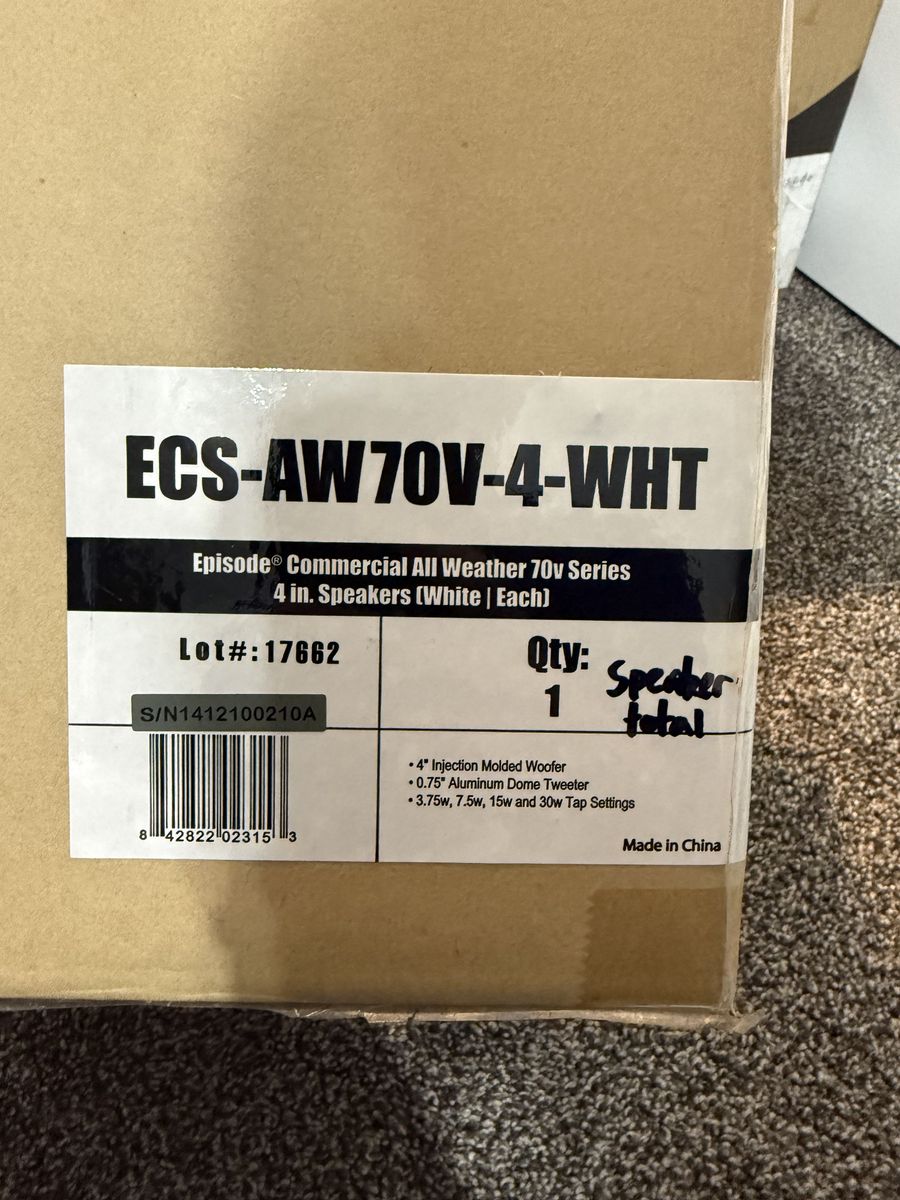 ECS-AW70V-4-WHT
Episode® Commercial All Weather 70v Series
4 in. Speakers (White | Each)
Lot#:17662
Qty:
1
Speaker
total
S/N1412100210A
8 42822 02315 3
• 4" Injection Molded Woofer
• 0.75" Aluminum Dome Tweeter
• 3.75w, 7.5w, 15w and 30w Tap Settings
Made in China